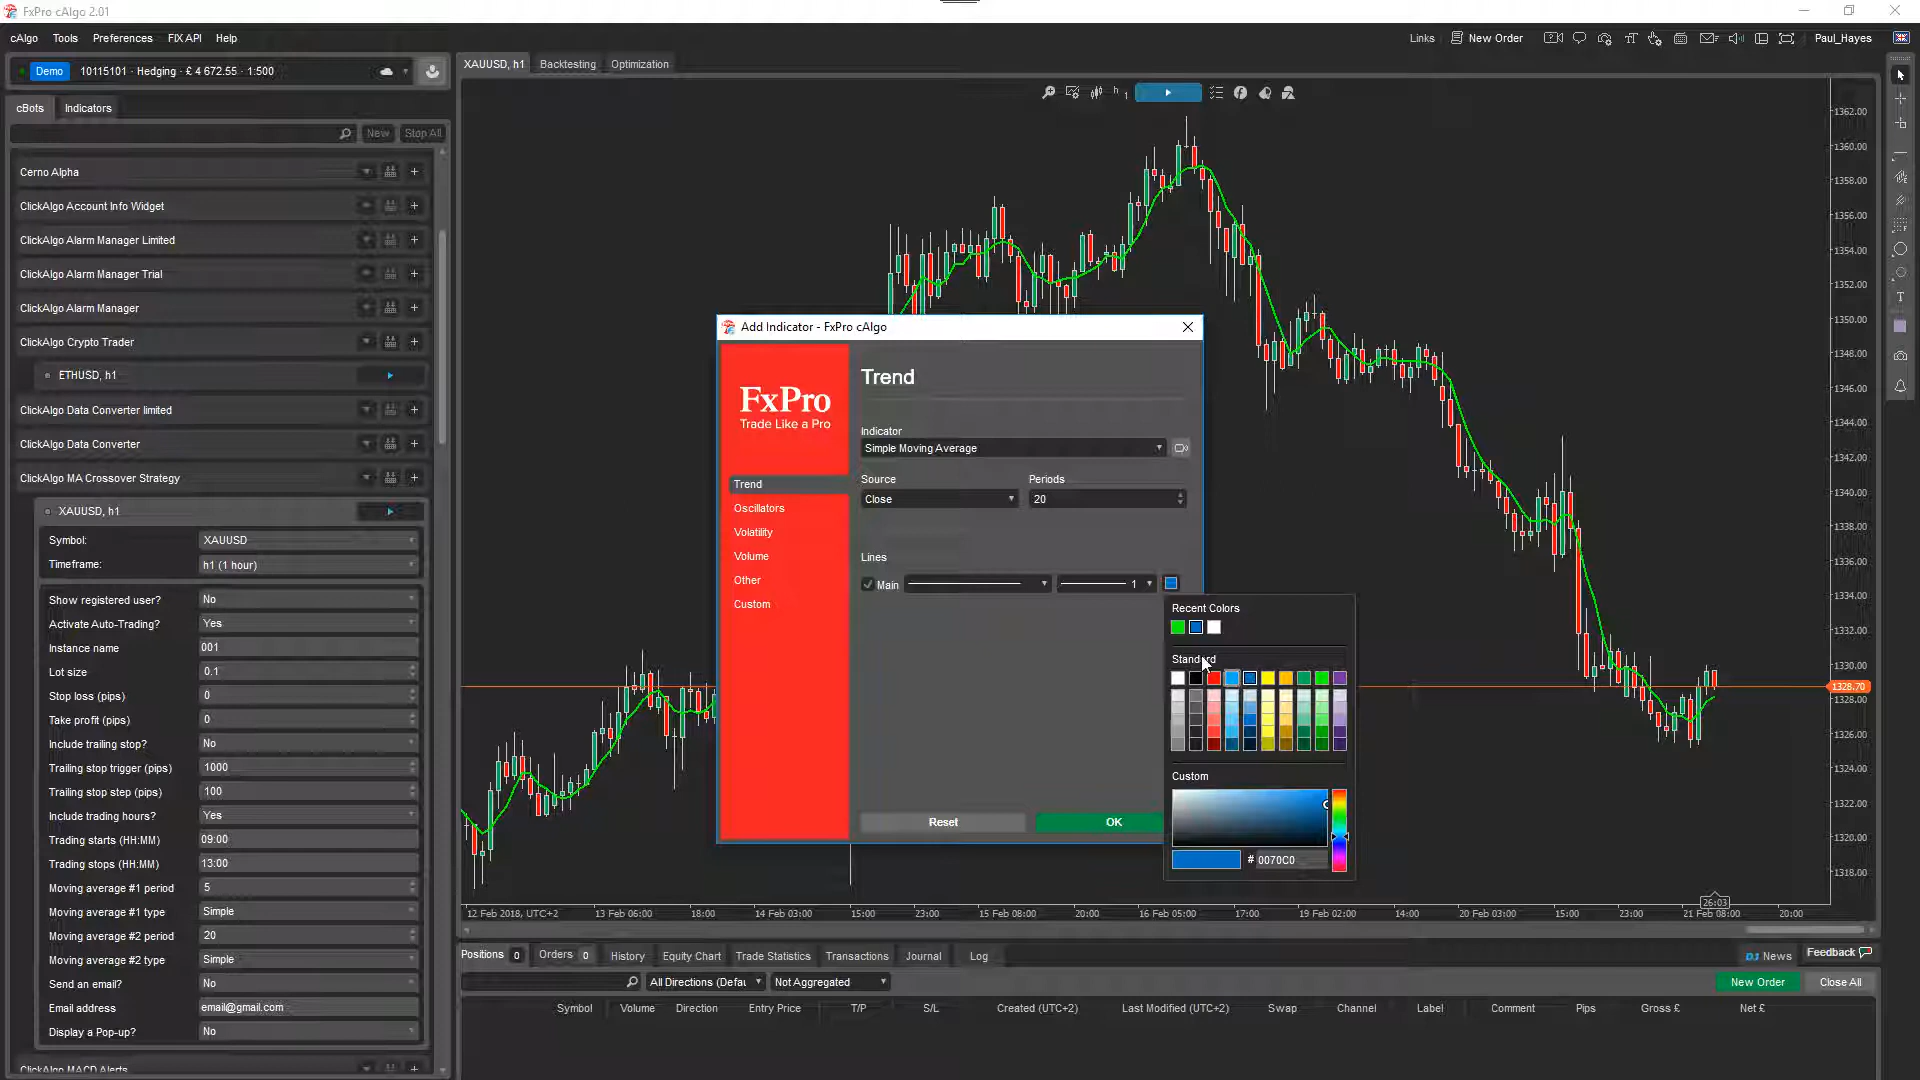 FxPro cAlgo 2.01
cAlgo Tools Preferences FIX API Help
Links New Order Paul_Hayes
Demo 10115101 · Hedging · £ 4 672.55 · 1:500
XAUUSD, h1 Backtesting Optimization
cBots Indicators
New Stop All
h 1
Cerno Alpha
ClickAlgo Account Info Widget
ClickAlgo Alarm Manager Limited
ClickAlgo Alarm Manager Trial
ClickAlgo Alarm Manager
ClickAlgo Crypto Trader
ETHUSD, h1
ClickAlgo Data Converter limited
ClickAlgo Data Converter
ClickAlgo MA Crossover Strategy
XAUUSD, h1
Symbol: XAUUSD
Timeframe: h1 (1 hour)
Show registered user? No
Activate Auto-Trading? Yes
Instance name 001
Lot size 0.1
Stop loss (pips) 0
Take profit (pips) 0
Include trailing stop? No
Trailing stop trigger (pips) 1000
Trailing stop step (pips) 100
Include trading hours? Yes
Trading starts (HH:MM) 09:00
Trading stops (HH:MM) 13:00
Moving average #1 period 5
Moving average #1 type Simple
Moving average #2 period 20
Moving average #2 type Simple
Send an email? No
Email address email@gmail.com
Display a Pop-up? No
ClickAlgo MACD Alerts
Add Indicator - FxPro cAlgo
FxPro
Trade Like a Pro
Trend
Oscillators
Volatility
Volume
Other
Custom
Trend
Indicator
Simple Moving Average
Source Periods
Close 20
Lines
Main 1
Reset OK
Recent Colors
Standard
Custom
# 0070C0
1362.00
1360.00
1358.00
1356.00
1354.00
1352.00
1350.00
1348.00
1346.00
1344.00
1342.00
1340.00
1338.00
1336.00
1334.00
1332.00
1330.00
1328.70
1328.00
1326.00
1324.00
1322.00
1320.00
1318.00
26:03
12 Feb 2018, UTC+2 13 Feb 06:00 18:00 14 Feb 03:00 15:00 23:00 15 Feb 08:00 20:00 16 Feb 05:00 17:00 19 Feb 02:00 14:00 20 Feb 03:00 15:00 23:00 21 Feb 08:00 20:00
Positions 0 Orders 0 History Equity Chart Trade Statistics Transactions Journal Log DJ News Feedback
All Directions (Defau Not Aggregated New Order Close All
Symbol Volume Direction Entry Price T/P S/L Created (UTC+2) Last Modified (UTC+2) Swap Channel Label Comment Pips Gross £ Net £